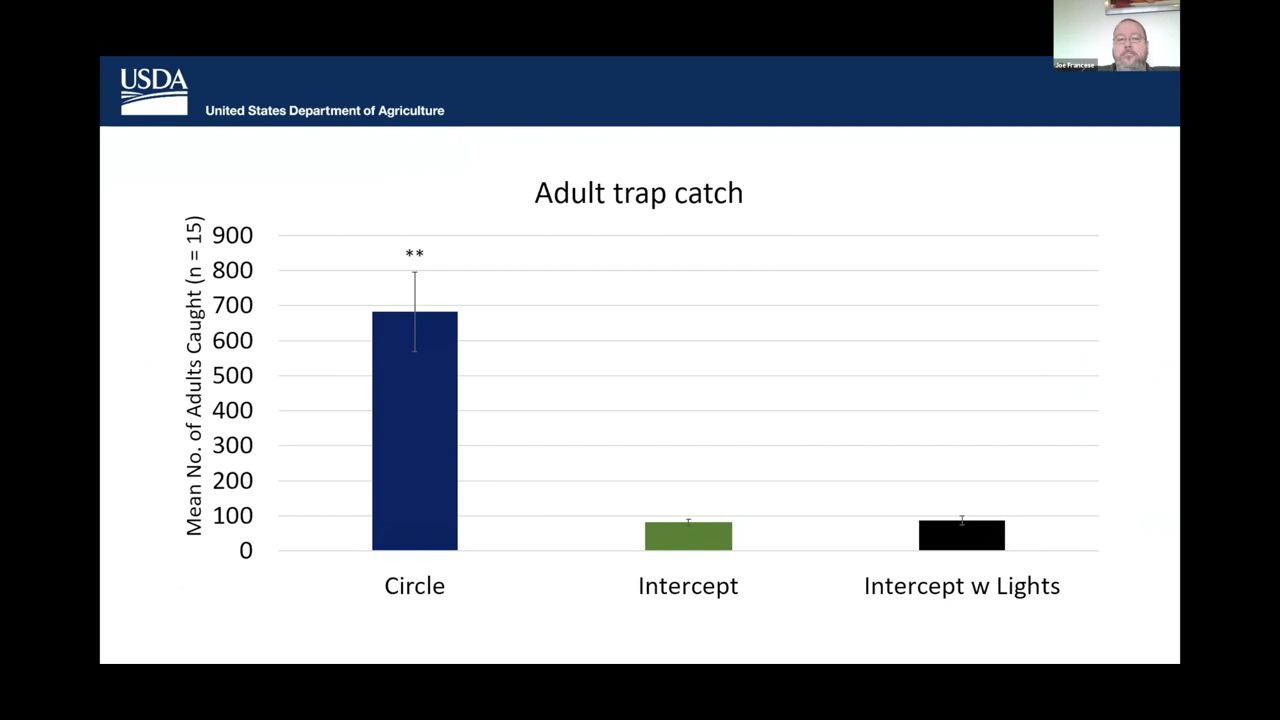 Joe Francese
USDA
United States Department of Agriculture
Adult trap catch
Mean No. of Adults Caught (n = 15)
900
800
700
600
500
400
300
200
100
0
**
Circle
Intercept
Intercept w Lights